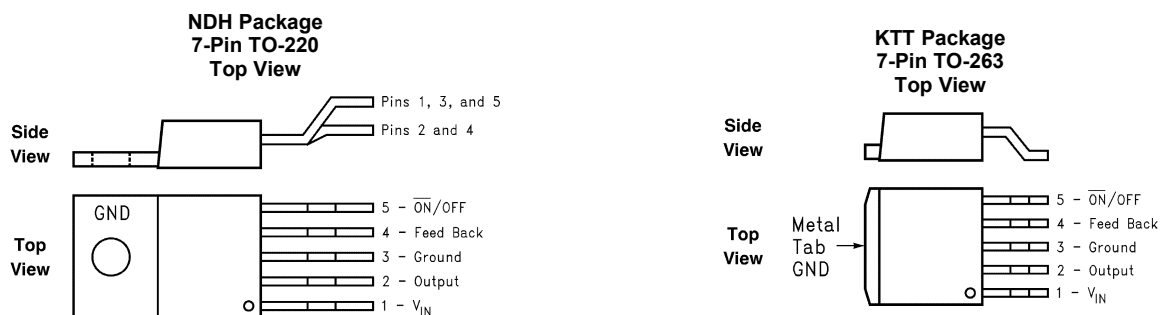 NDH Package
7-Pin TO-220
Top View
Side
View
Pins 1, 3, and 5
Pins 2 and 4
Top
View
GND
5 - O̅N̅/OFF
4 - Feed Back
3 - Ground
2 - Output
1 - VIN
KTT Package
7-Pin TO-263
Top View
Side
View
Top
View
Metal
Tab
GND
5 - O̅N̅/OFF
4 - Feed Back
3 - Ground
2 - Output
1 - VIN